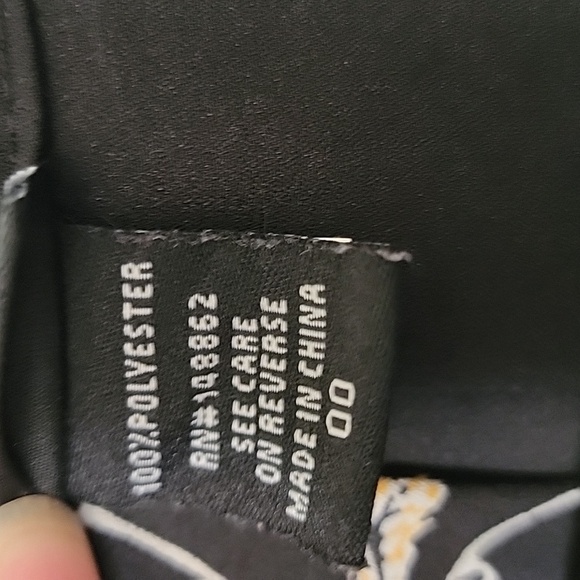 100%POLYESTER
RN#148862
SEE CARE
ON REVERSE
MADE IN CHINA
00